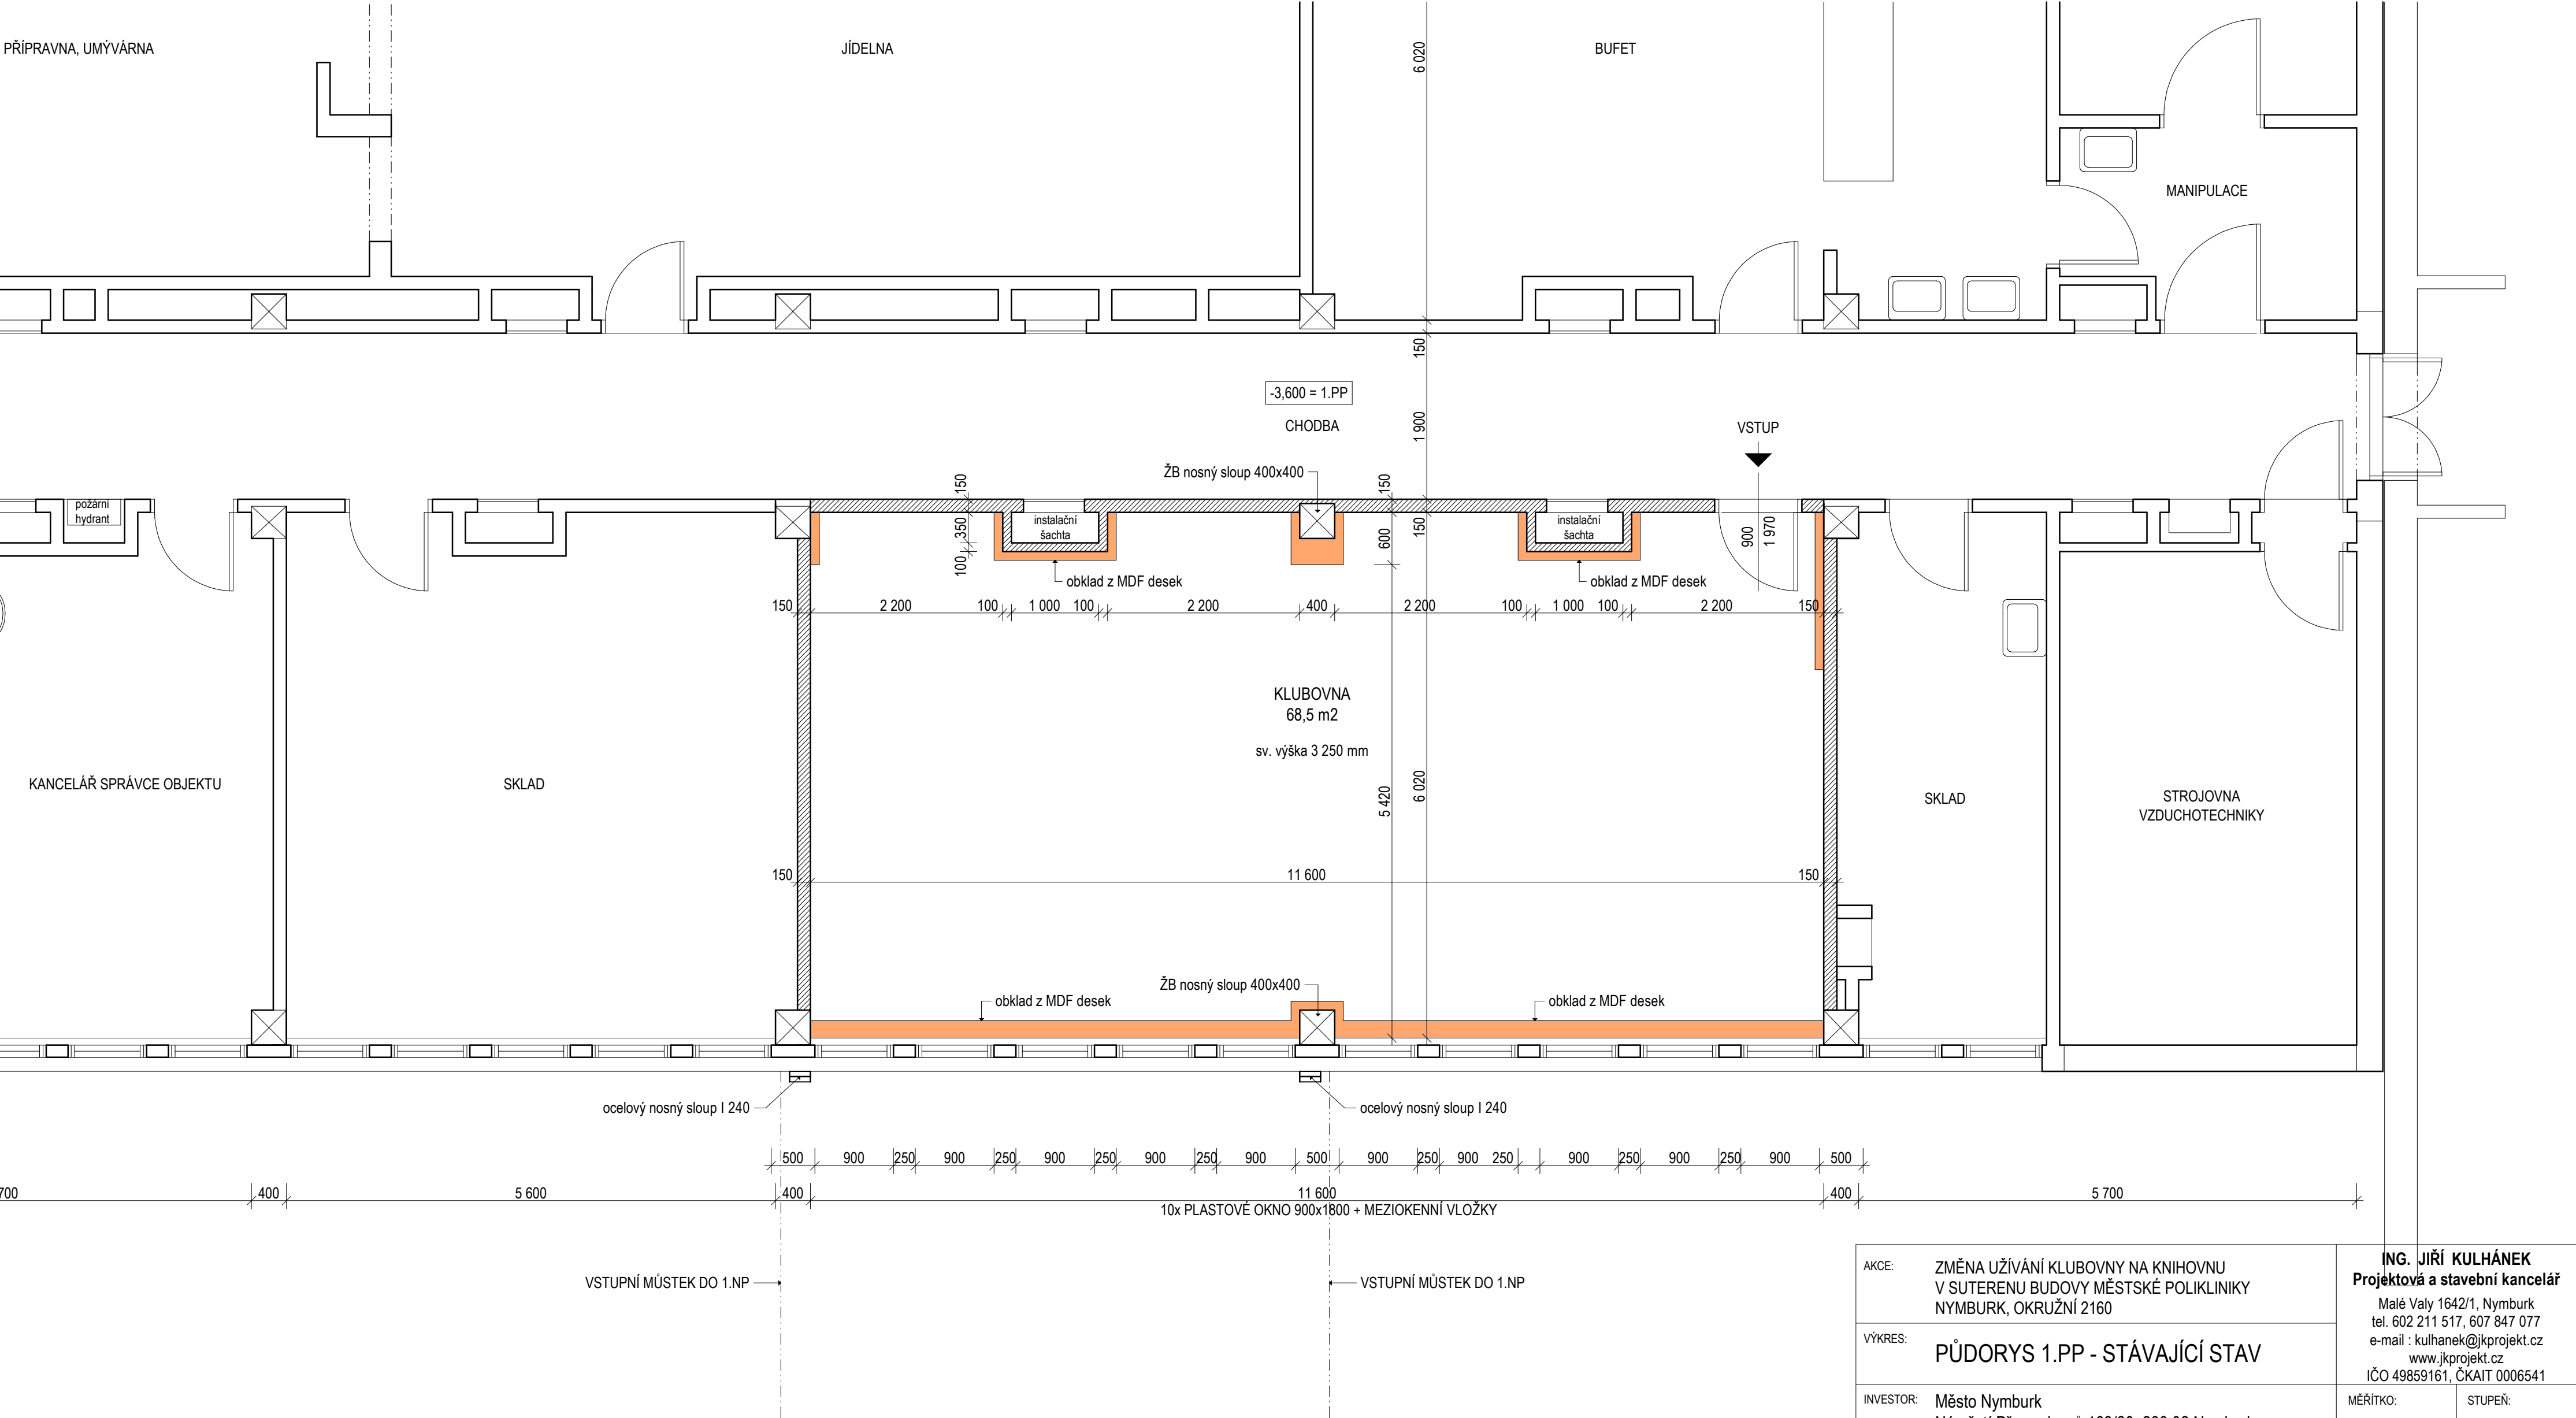 PŘÍPRAVNA, UMÝVÁRNA
JÍDELNA
BUFET
6 020
MANIPULACE
150
-3,600 = 1.PP
CHODBA
1 900
VSTUP
ŽB nosný sloup 400x400
150
150
požární
hydrant
350
100
instalační
šachta
600
150
instalační
šachta
900
1 970
obklad z MDF desek
obklad z MDF desek
150
2 200
100
1 000
100
2 200
400
2 200
100
1 000
100
2 200
150
KLUBOVNA
68,5 m2
sv. výška 3 250 mm
5 420
6 020
KANCELÁŘ SPRÁVCE OBJEKTU
SKLAD
SKLAD
STROJOVNA
VZDUCHOTECHNIKY
150
11 600
150
ŽB nosný sloup 400x400
obklad z MDF desek
obklad z MDF desek
ocelový nosný sloup I 240
ocelový nosný sloup I 240
500
900
250
900
250
900
250
900
250
900
500
900
250
900
250
900
250
900
250
900
500
700
400
5 600
400
11 600
400
5 700
10x PLASTOVÉ OKNO 900x1800 + MEZIOKENNÍ VLOŽKY
VSTUPNÍ MŮSTEK DO 1.NP
VSTUPNÍ MŮSTEK DO 1.NP
AKCE:
ZMĚNA UŽÍVÁNÍ KLUBOVNY NA KNIHOVNU
V SUTERENU BUDOVY MĚSTSKÉ POLIKLINIKY
NYMBURK, OKRUŽNÍ 2160
ING. JIŘÍ KULHÁNEK
Projektová a stavební kancelář
Malé Valy 1642/1, Nymburk
tel. 602 211 517, 607 847 077
e-mail : kulhanek@jkprojekt.cz
www.jkprojekt.cz
IČO 49859161, ČKAIT 0006541
VÝKRES:
PŮDORYS 1.PP - STÁVAJÍCÍ STAV
INVESTOR:
Město Nymburk
MĚŘÍTKO:
STUPEŇ: